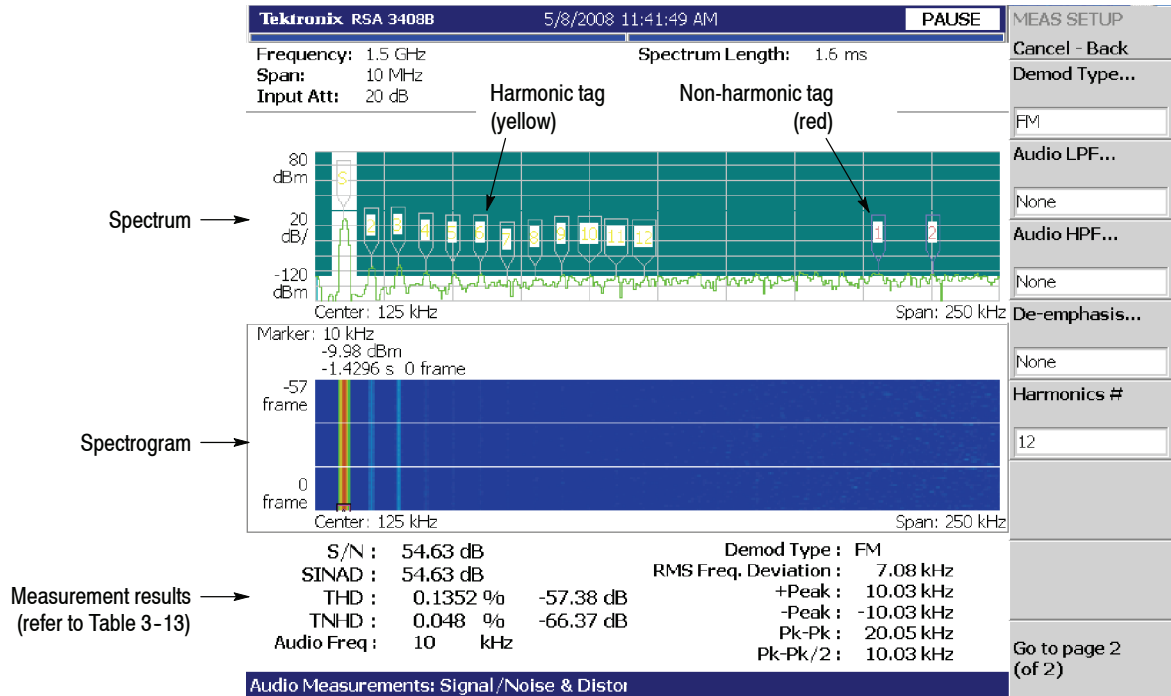 Tektronix RSA 3408B 5/8/2008 11:41:49 AM PAUSE
Frequency: 1.5 GHz Spectrum Length: 1.6 ms
Span: 10 MHz
Input Att: 20 dB
Harmonic tag
(yellow)
Non-harmonic tag
(red)
Spectrum
80
dBm
20
dB/
-120
dBm
S 2 3 4 5 6 7 8 9 10 11 12 1 2
Center: 125 kHz Span: 250 kHz
Marker: 10 kHz
-9.98 dBm
-1.4296 s 0 frame
-57
frame
Spectrogram
0
frame
Center: 125 kHz Span: 250 kHz
Measurement results
(refer to Table 3-13)
S/N : 54.63 dB
SINAD : 54.63 dB
THD : 0.1352 % -57.38 dB
TNHD : 0.048 % -66.37 dB
Audio Freq : 10 kHz
Demod Type : FM
RMS Freq. Deviation : 7.08 kHz
+Peak : 10.03 kHz
-Peak : -10.03 kHz
Pk-Pk : 20.05 kHz
Pk-Pk/2 : 10.03 kHz
Audio Measurements: Signal/Noise & Distor
MEAS SETUP
Cancel - Back
Demod Type...
FM
Audio LPF...
None
Audio HPF...
None
De-emphasis...
None
Harmonics #
12
Go to page 2
(of 2)